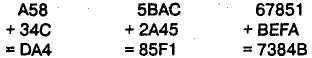 A58 5BAC 67851
+ 34C + 2A45 + BEFA
= DA4 = 85F1 = 7384B